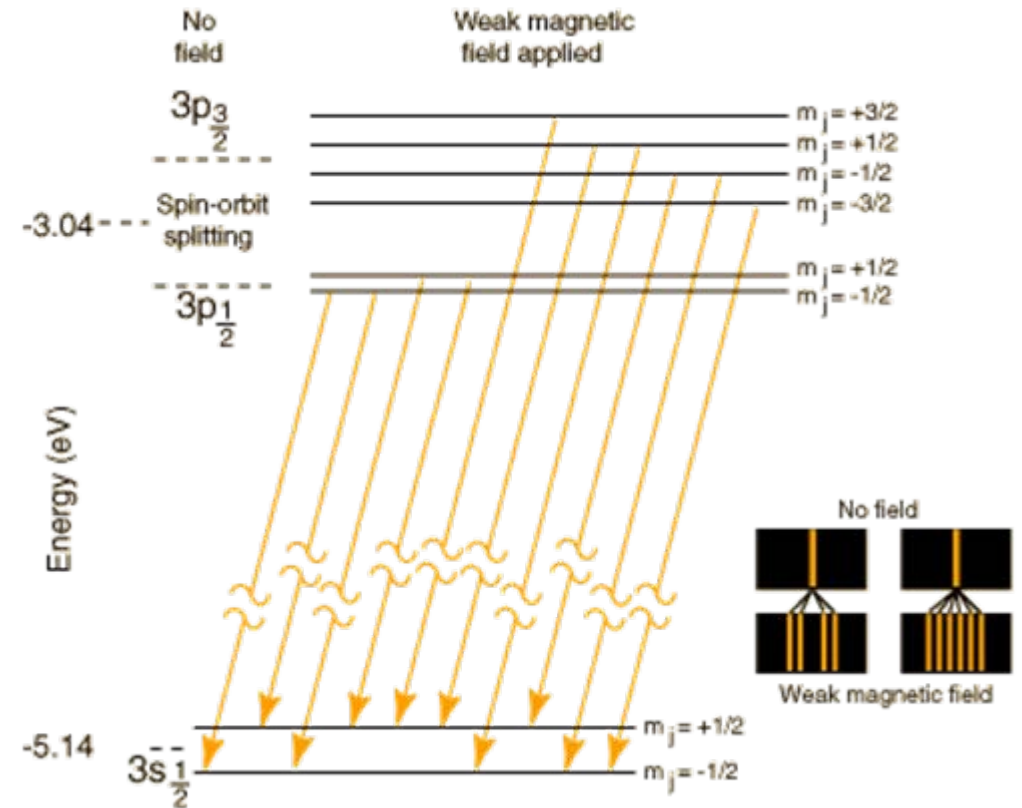 No
field
Weak magnetic
field applied
3p3/2
m j = +3/2
m j = +1/2
m j = -1/2
m j = -3/2
-3.04
Spin-orbit
splitting
m j = +1/2
m j = -1/2
3p1/2
Energy (eV)
No field
Weak magnetic field
-5.14
3s1/2
m j = +1/2
m j = -1/2